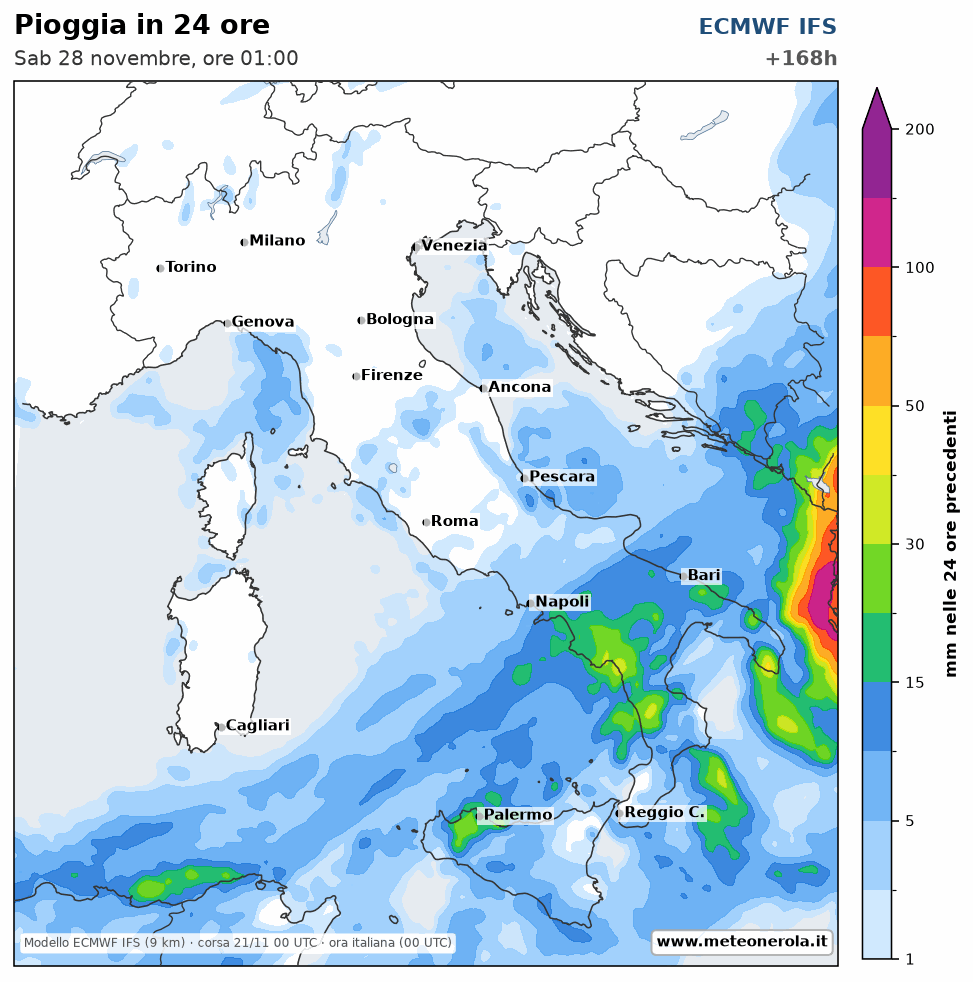 Pioggia in 24 ore
ECMWF IFS
Sab 28 novembre, ore 01:00
+168h
200
Venezia
Milano
Torino
100
Bologna
Genova
Firenze
Ancona
50
Pescara
Roma
30
Bari
Napoli
mm nelle 24 ore precedenti
15
Cagliari
Palermo
Reggio C.
5
Modello ECMWF IFS (9 km) · corsa 21/11 00 UTC · ora italiana (00 UTC)
www.meteonerola.it
1